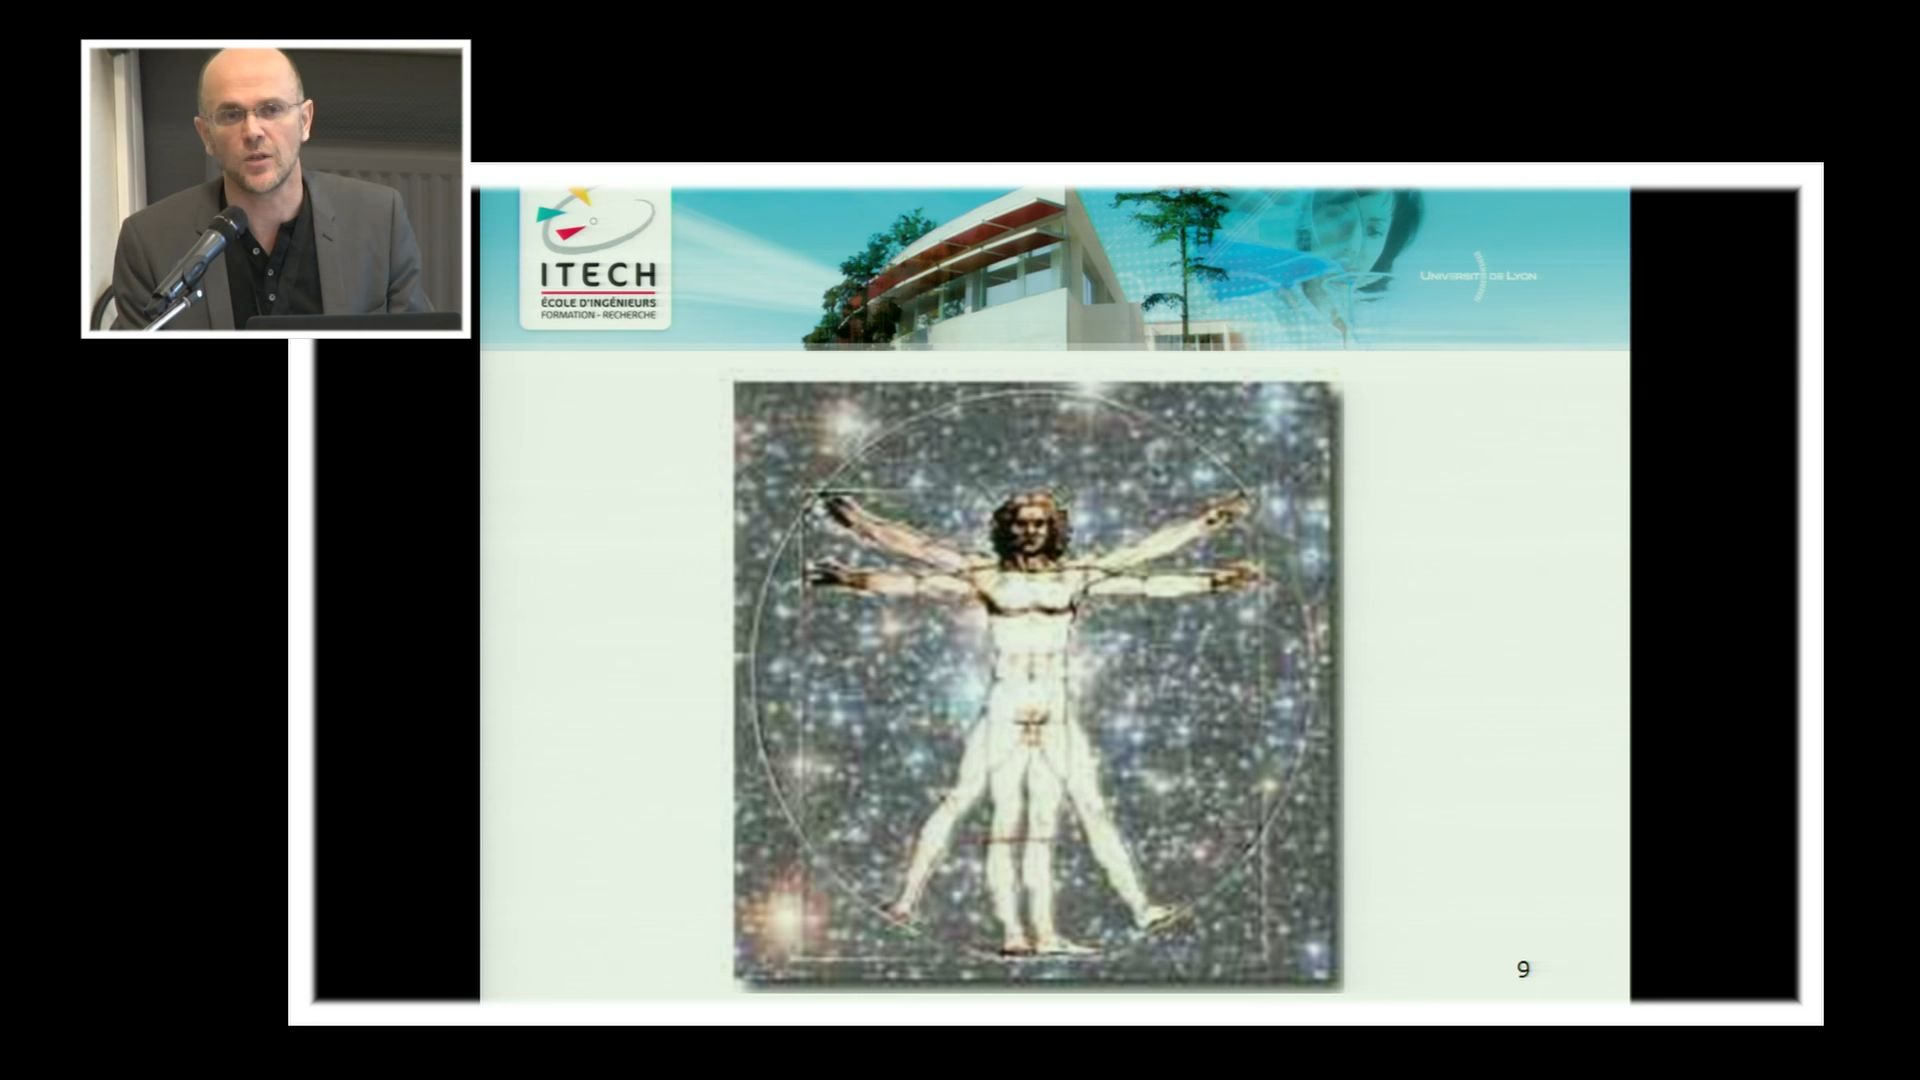 ITECH
ÉCOLE D'INGÉNIEURS
FORMATION - RECHERCHE
UNIVERSITÉ DE LYON
9